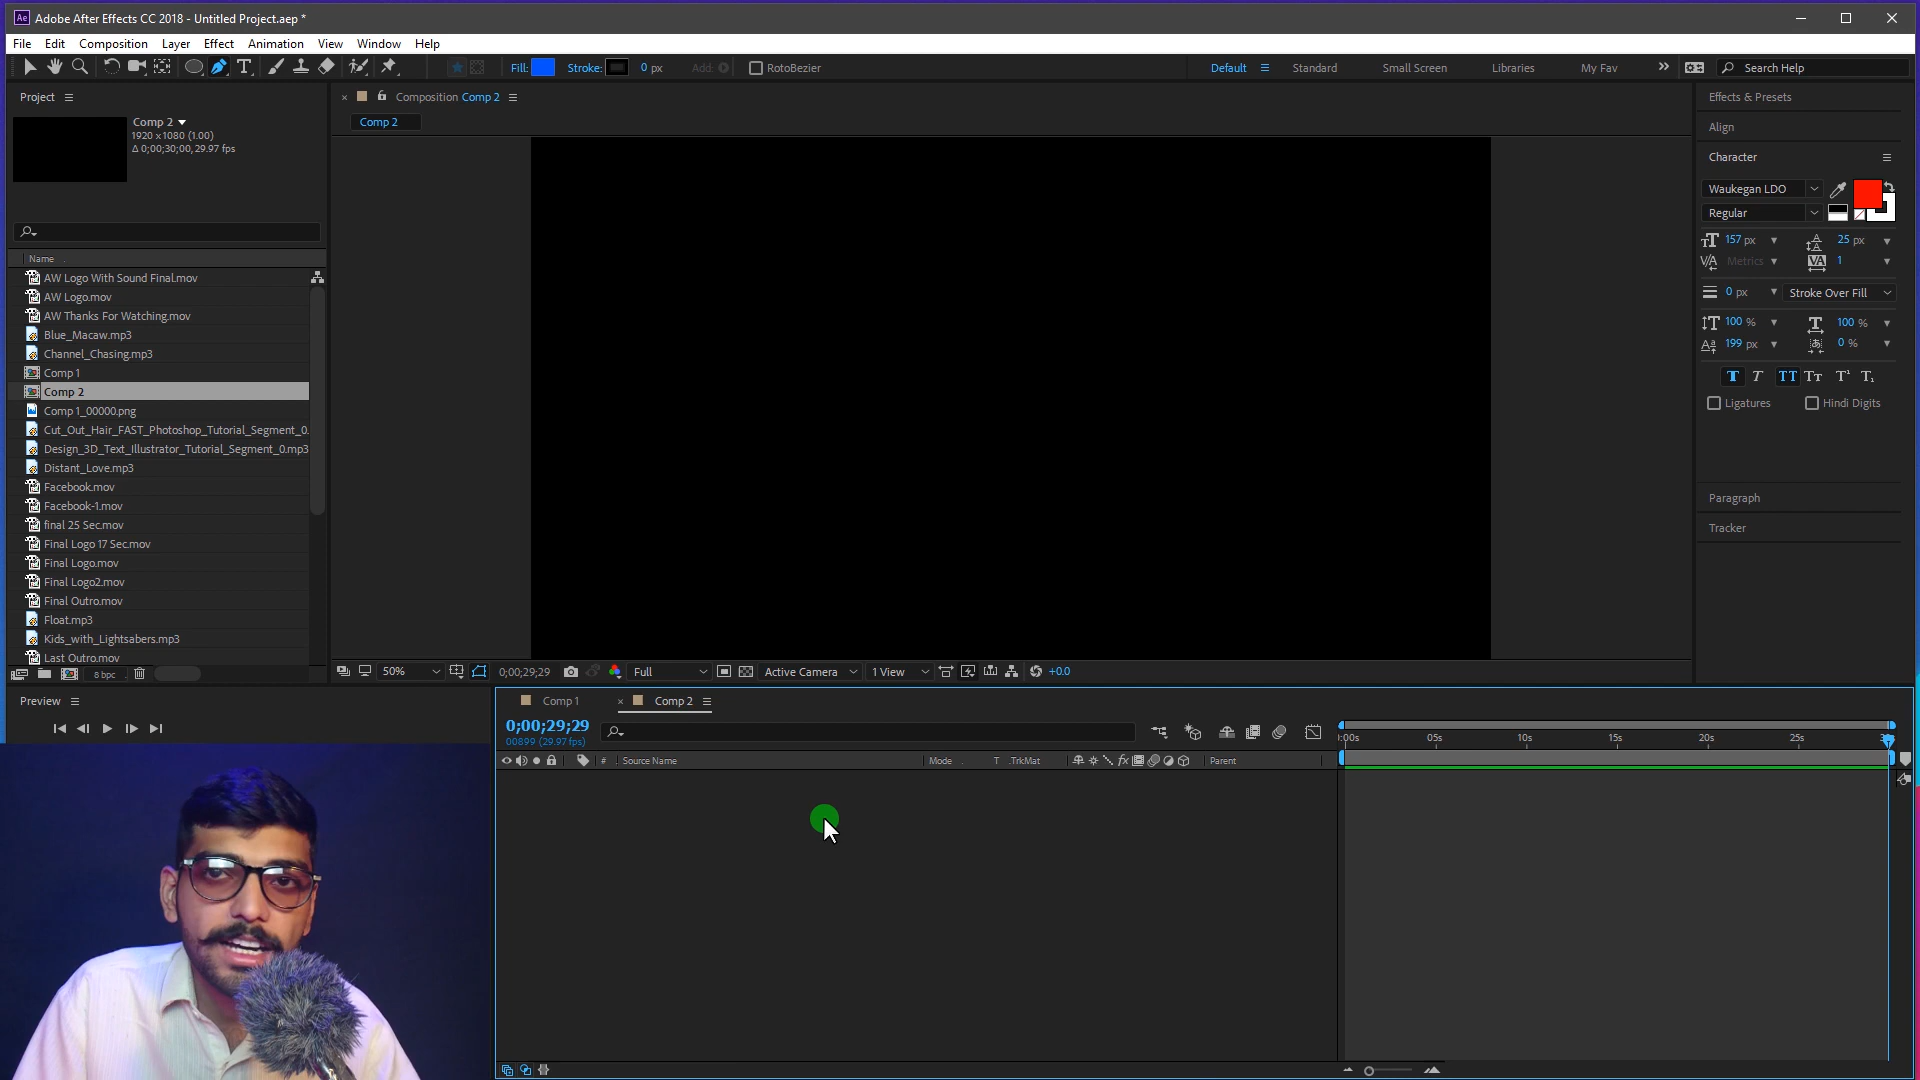 Ae Adobe After Effects CC 2018 - Untitled Project.aep *
File Edit Composition Layer Effect Animation View Window Help
Fill: Stroke: 0 px Add: RotoBezier Default Standard Small Screen Libraries My Fav Search Help
Project
Comp 2
1920 x 1080 (1.00)
Δ 0;00;30;00, 29.97 fps
Name
AW Logo With Sound Final.mov
AW Logo.mov
AW Thanks For Watching.mov
Blue_Macaw.mp3
Channel_Chasing.mp3
Comp 1
Comp 2
Comp 1_00000.png
Cut_Out_Hair_FAST_Photoshop_Tutorial_Segment_0.
Design_3D_Text_Illustrator_Tutorial_Segment_0.mp3
Distant_Love.mp3
Facebook.mov
Facebook-1.mov
final 25 Sec.mov
Final Logo 17 Sec.mov
Final Logo.mov
Final Logo2.mov
Final Outro.mov
Float.mp3
Kids_with_Lightsabers.mp3
Last Outro.mov
8 bpc
Composition Comp 2
Comp 2
50% 0;00;29;29 Full Active Camera 1 View +0.0
Effects & Presets
Align
Character
Waukegan LDO
Regular
157 px 25 px
Metrics 1
0 px Stroke Over Fill
100 % 100 %
199 px 0 %
T T TT Tт T¹ T₁
Ligatures Hindi Digits
Paragraph
Tracker
Preview
Comp 1 Comp 2
0;00;29;29
00899 (29.97 fps)
:00s 05s 10s 15s 20s 25s
# Source Name Mode T .TrkMat fx Parent